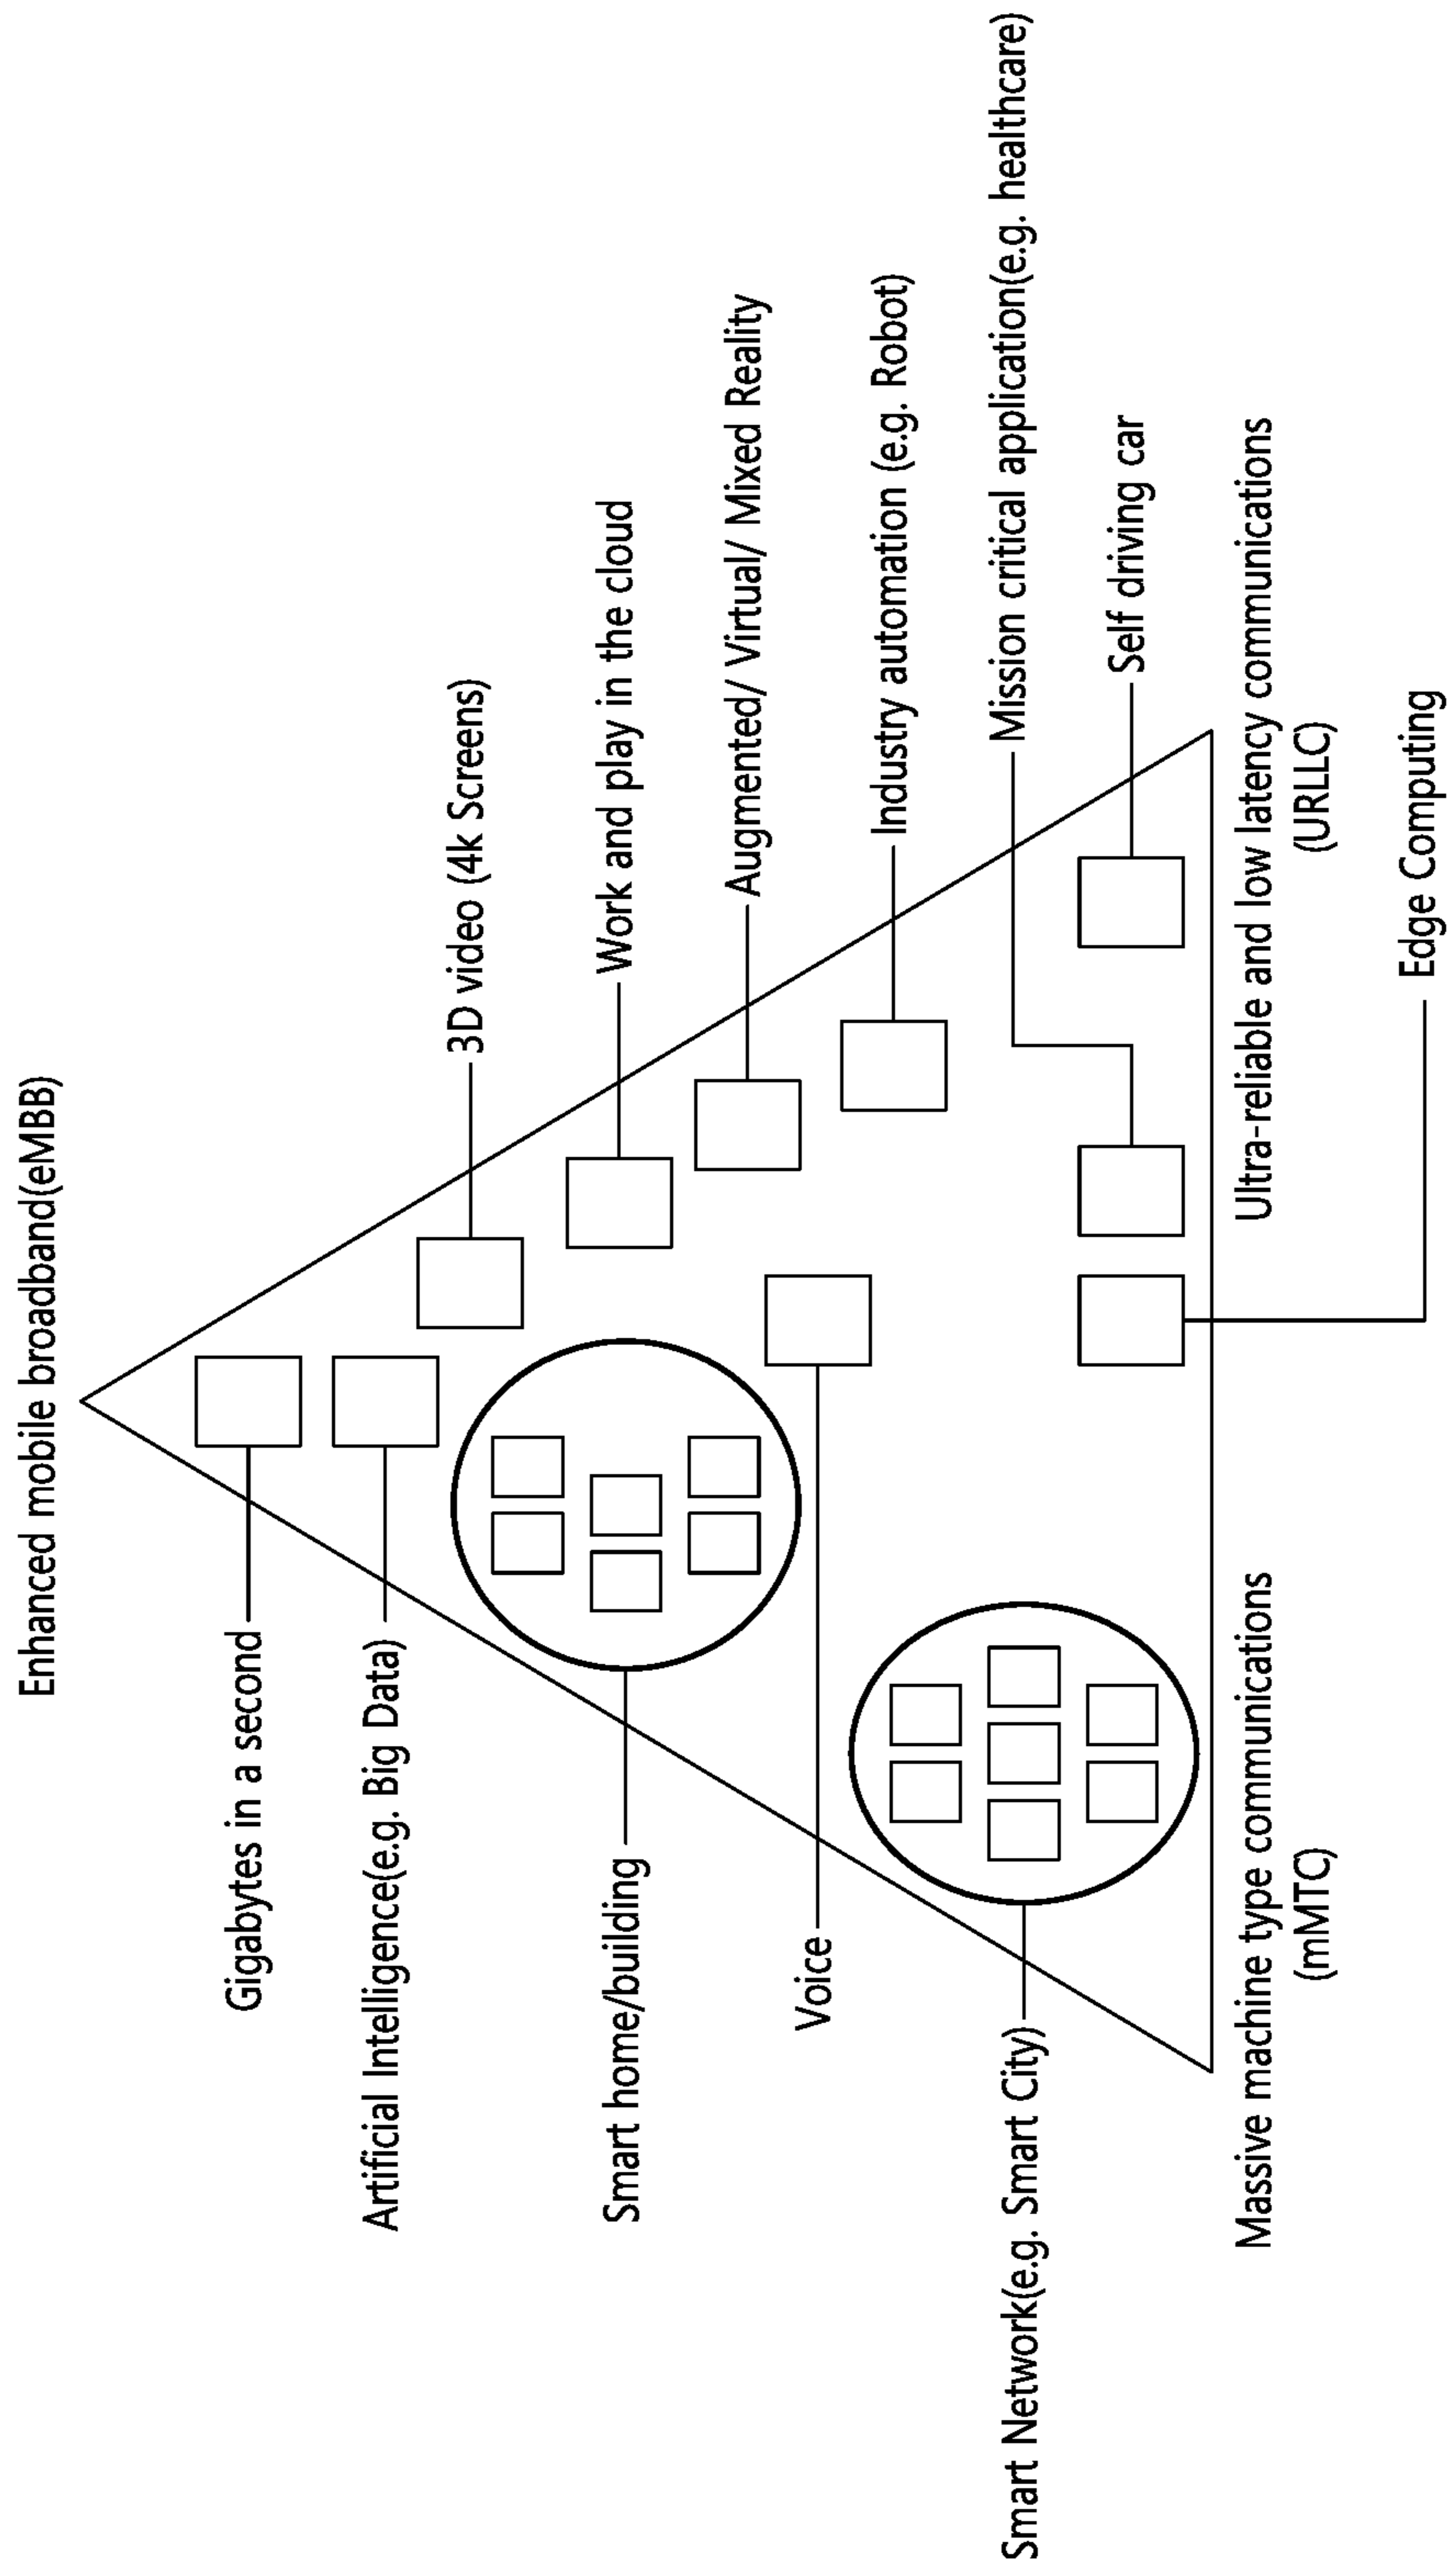 Enhanced mobile broadband(eMBB)
Gigabytes in a second
Artificial Intelligence(e.g. Big Data)
3D video (4k Screens)
Smart home/building
Work and play in the cloud
Augmented/ Virtual/ Mixed Reality
Voice
Industry automation (e.g. Robot)
Smart Network(e.g. Smart City)
Mission critical application(e.g. healthcare)
Self driving car
Massive machine type communications
(mMTC)
Ultra-reliable and low latency communications
(URLLC)
Edge Computing